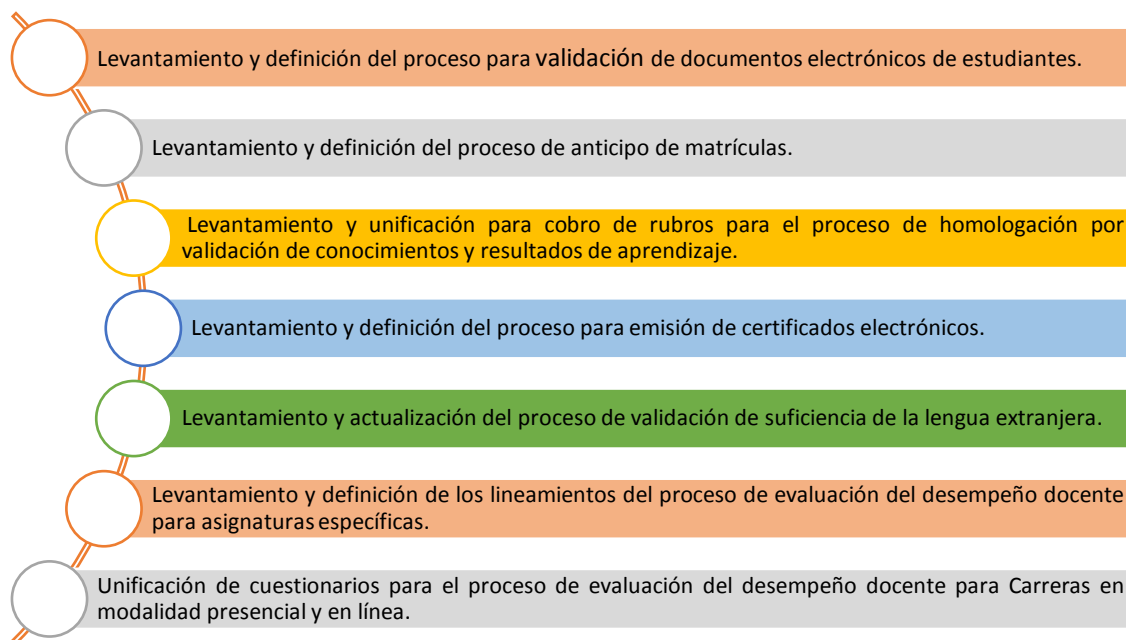 Levantamiento y definición del proceso para validación de documentos electrónicos de estudiantes.
Levantamiento y definición del proceso de anticipo de matrículas.
Levantamiento y unificación para cobro de rubros para el proceso de homologación por
validación de conocimientos y resultados de aprendizaje.
Levantamiento y definición del proceso para emisión de certificados electrónicos.
Levantamiento y actualización del proceso de validación de suficiencia de la lengua extranjera.
Levantamiento y definición de los lineamientos del proceso de evaluación del desempeño docente
para asignaturas específicas.
Unificación de cuestionarios para el proceso de evaluación del desempeño docente para Carreras en
modalidad presencial y en línea.